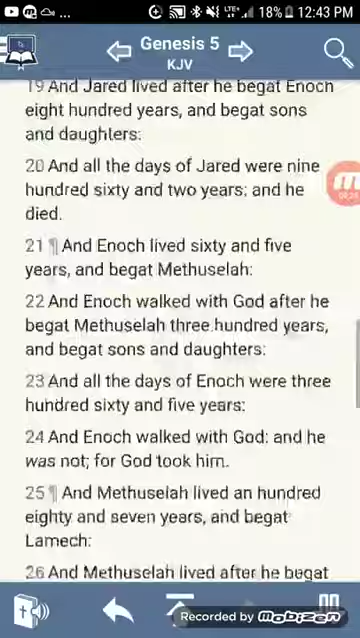 LTE+ 18% 12:43 PM
Genesis 5
KJV
19 And Jared lived after he begat Enoch
eight hundred years, and begat sons
and daughters:
20 And all the days of Jared were nine
hundred sixty and two years: and he
died.
21 ¶ And Enoch lived sixty and five
years, and begat Methuselah:
22 And Enoch walked with God after he
begat Methuselah three hundred years,
and begat sons and daughters:
23 And all the days of Enoch were three
hundred sixty and five years:
24 And Enoch walked with God: and he
was not; for God took him.
25 ¶ And Methuselah lived an hundred
eighty and seven years, and begat
Lamech:
26 And Methuselah lived after he begat
Recorded by Mobizen